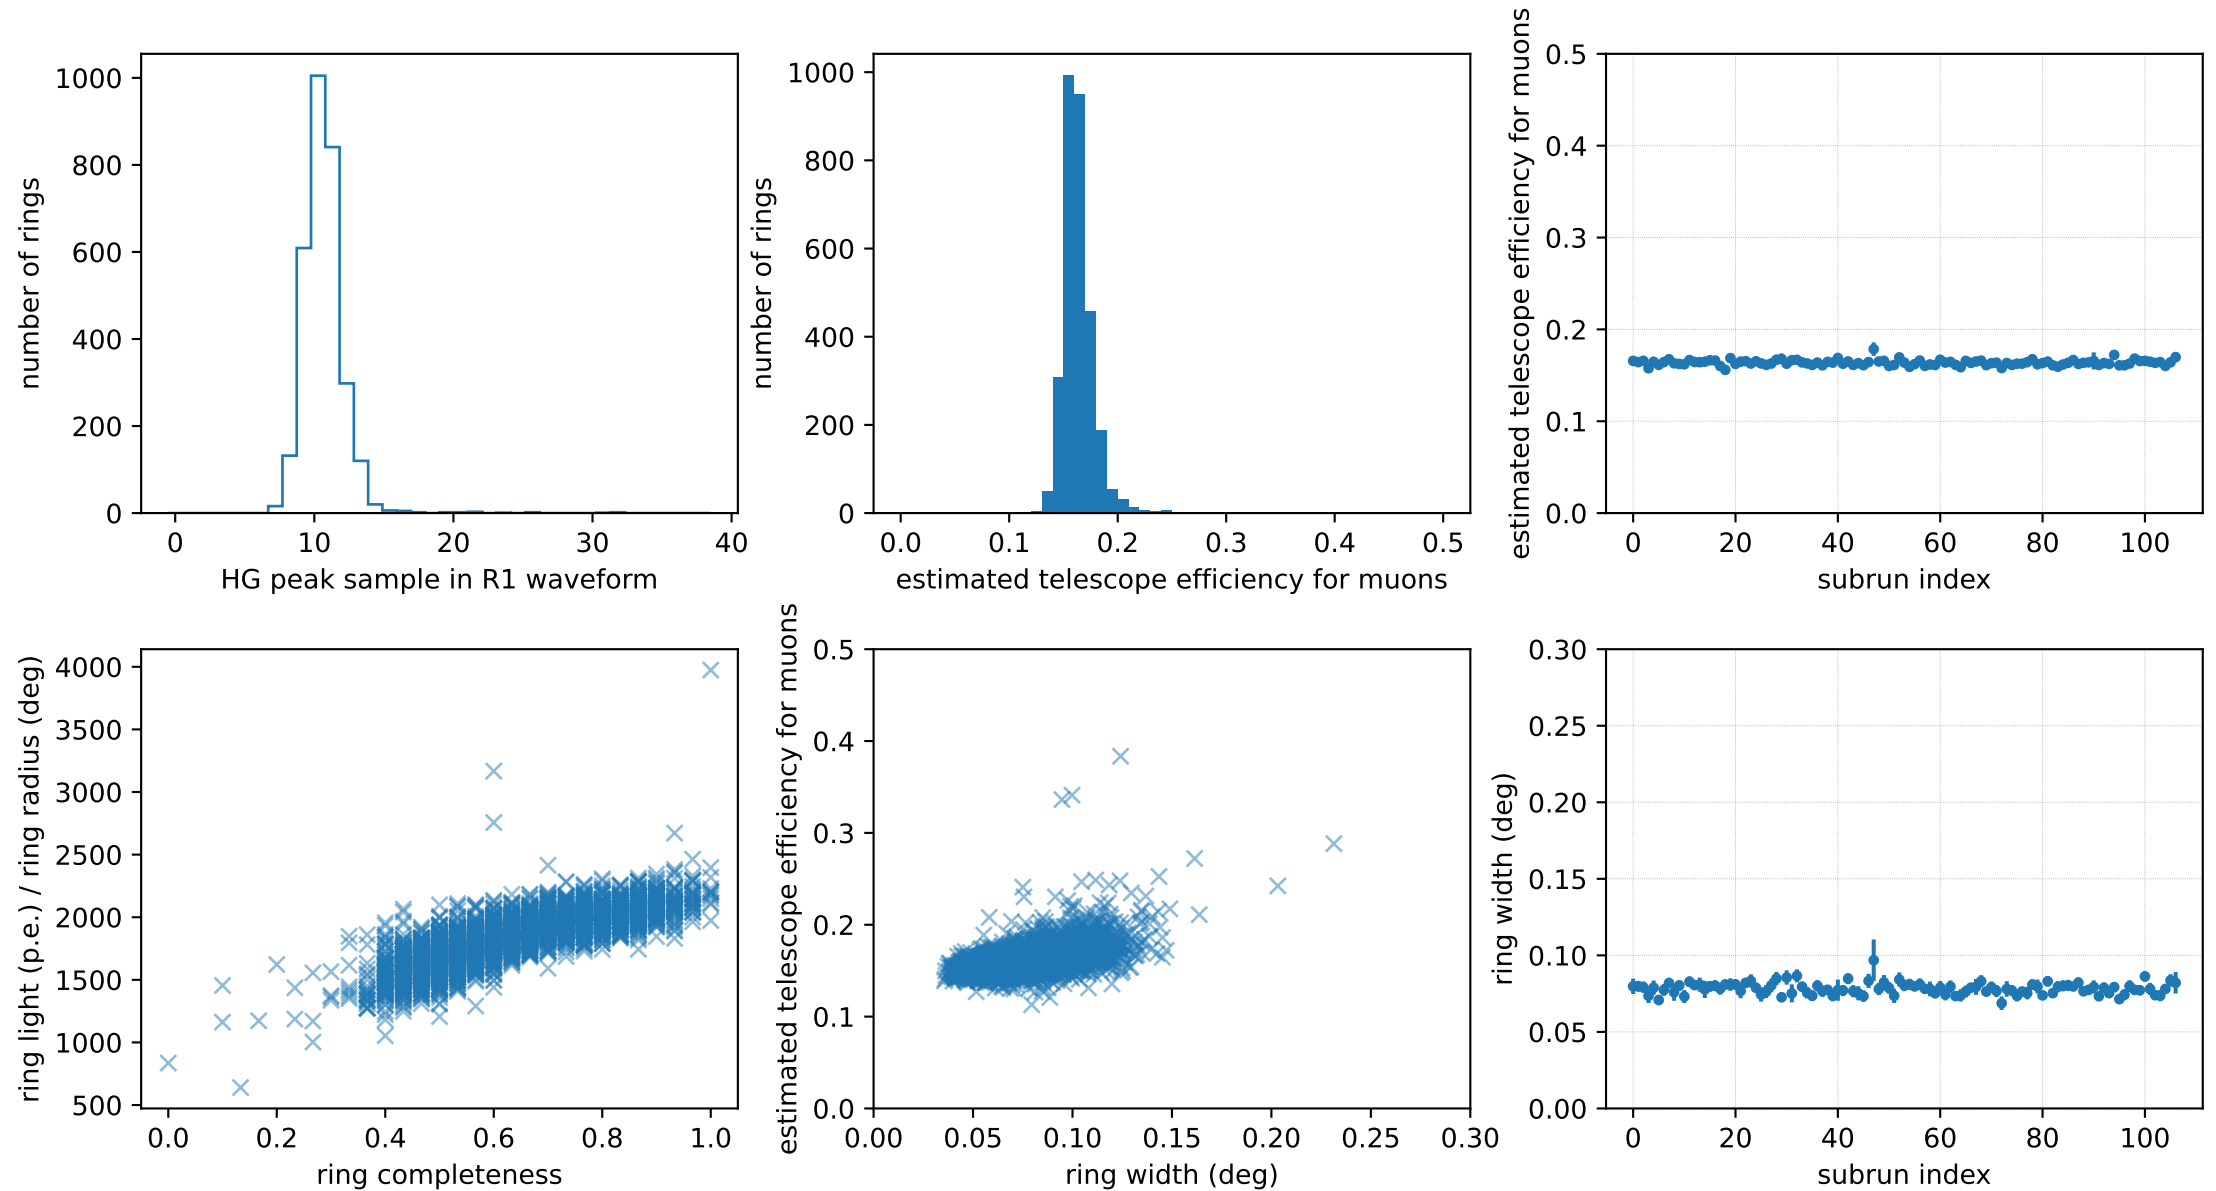 number of rings
1000
800
600
400
200
0
0 10 20 30 40
HG peak sample in R1 waveform
number of rings
1000
800
600
400
200
0
0.0 0.1 0.2 0.3 0.4 0.5
estimated telescope efficiency for muons
estimated telescope efficiency for muons
0.5
0.4
0.3
0.2
0.1
0.0
0 20 40 60 80 100
subrun index
ring light (p.e.) / ring radius (deg)
4000
3500
3000
2500
2000
1500
1000
500
0.0 0.2 0.4 0.6 0.8 1.0
ring completeness
estimated telescope efficiency for muons
0.5
0.4
0.3
0.2
0.1
0.0
0.00 0.05 0.10 0.15 0.20 0.25 0.30
ring width (deg)
ring width (deg)
0.30
0.25
0.20
0.15
0.10
0.05
0.00
0 20 40 60 80 100
subrun index